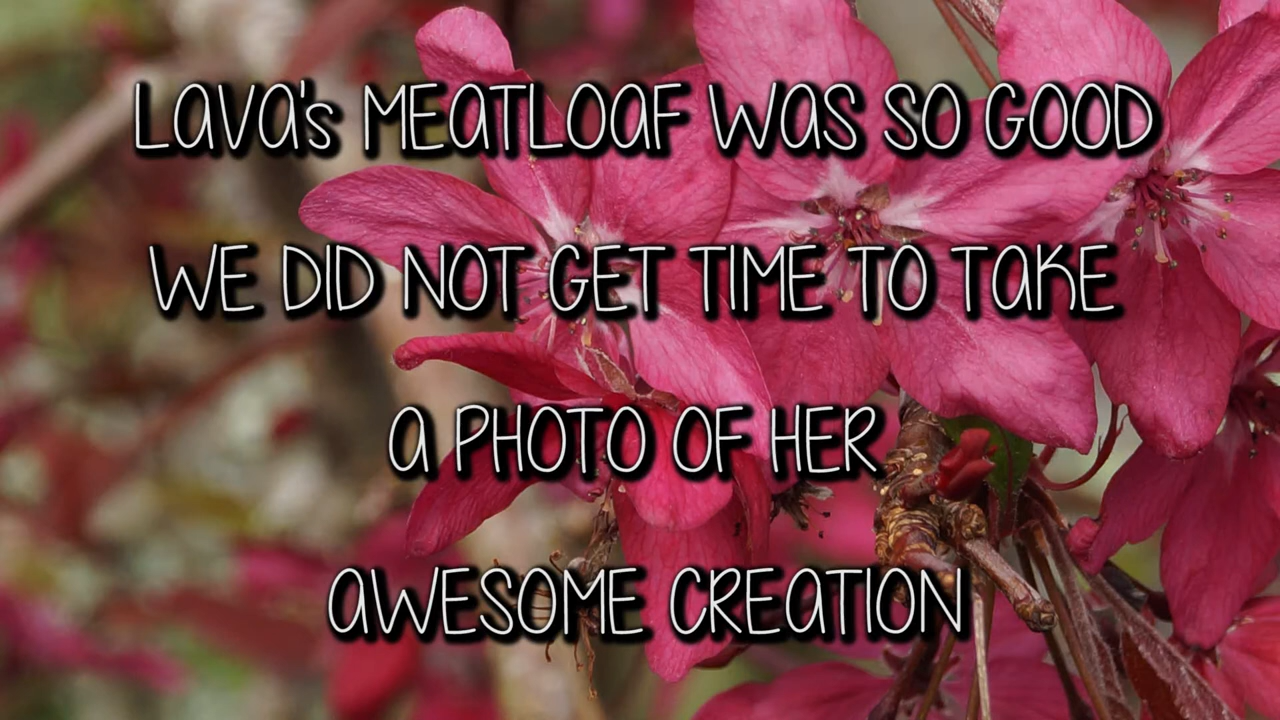 LAVA's MEATLOAF WAS SO GOOD
WE DID NOT GET TIME TO TAKE
A PHOTO OF HER
AWESOME CREATION